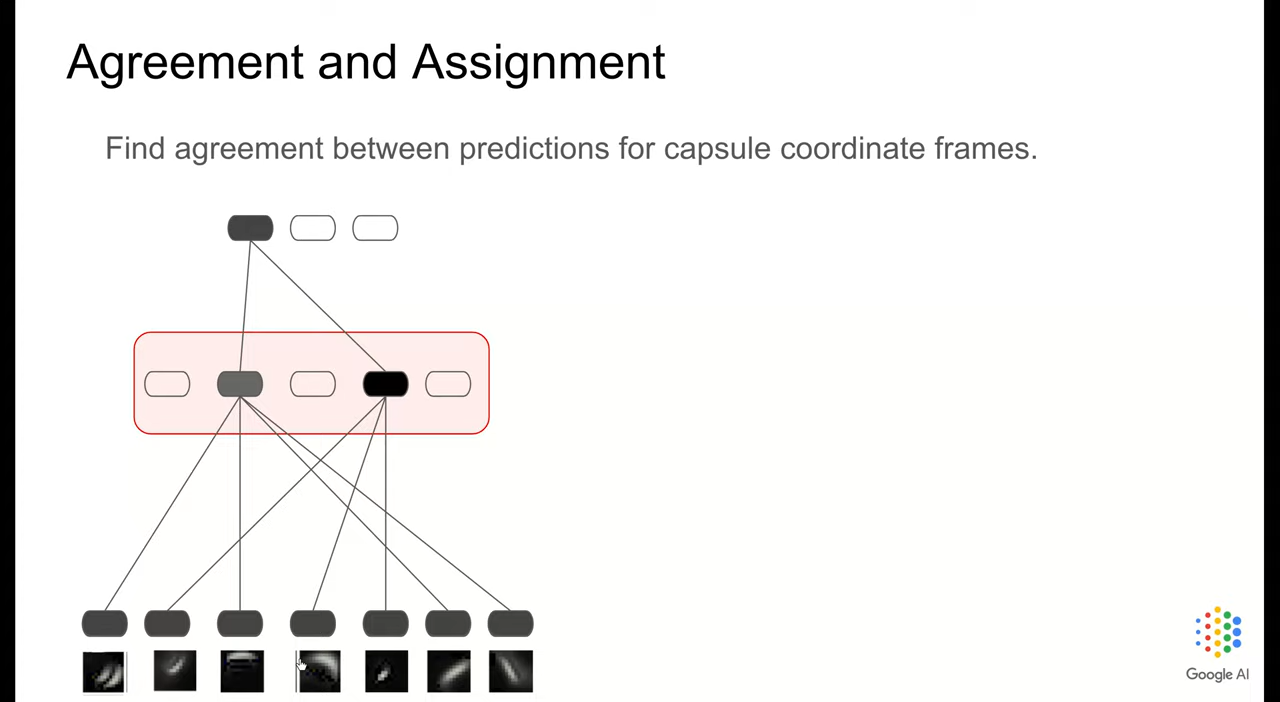 Agreement and Assignment
Find agreement between predictions for capsule coordinate frames.
Google AI